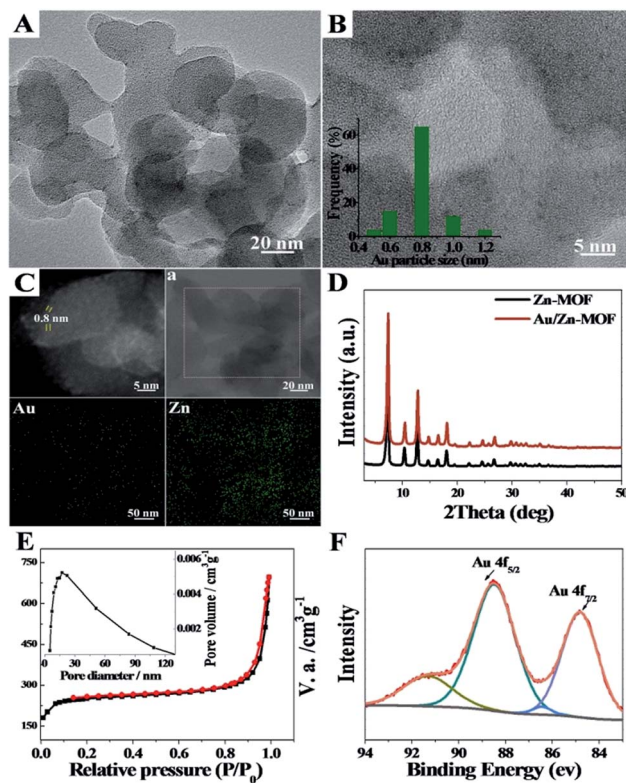 A
20 nm
B
Frequency (%)
60
40
20
0
0.4 0.6 0.8 1.0 1.2
Au particle size (nm)
5 nm
C
0.8 nm
5 nm
a
20 nm
Au
50 nm
Zn
50 nm
D
Zn-MOF
Au/Zn-MOF
Intensity (a.u.)
10 20 30 40 50
2Theta (deg)
E
750
600
450
300
150
0.006
0.004
0.002
Pore volume / cm³g⁻¹
0 30 60 90 120
Pore diameter / nm
V. a. /cm³g⁻¹
0.0 0.2 0.4 0.6 0.8 1.0
Relative pressure (P/P₀)
F
Au 4f₅/₂
Au 4f₇/₂
Intensity
94 92 90 88 86 84
Binding Energy (ev)